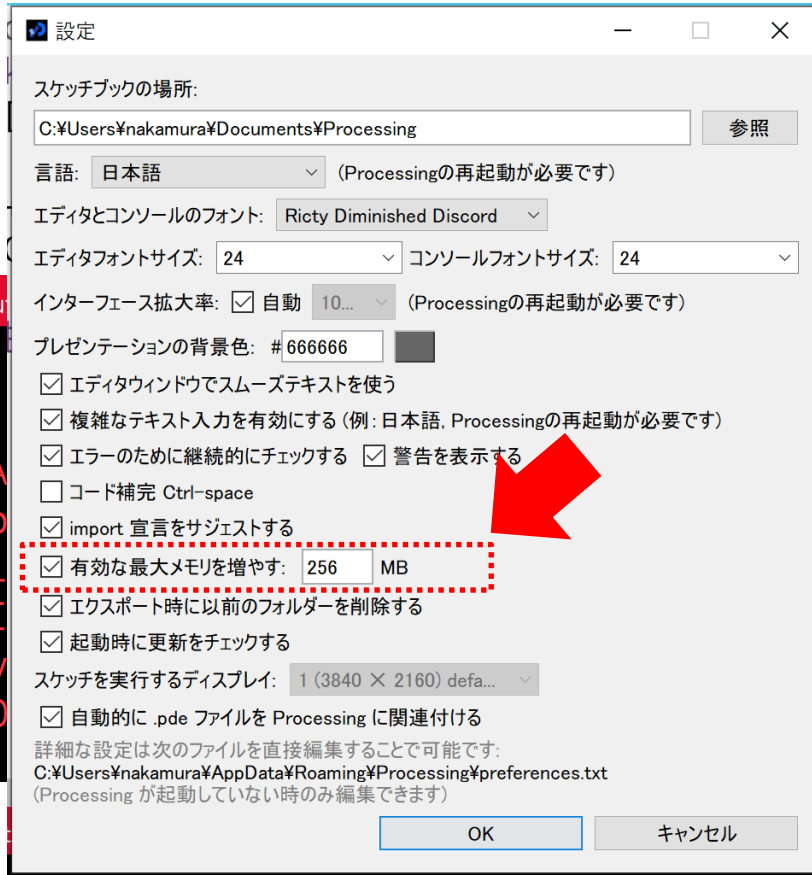 設定
スケッチブックの場所:
C:¥Users¥nakamura¥Documents¥Processing 参照
言語: 日本語 (Processingの再起動が必要です)
エディタとコンソールのフォント: Ricty Diminished Discord
エディタフォントサイズ: 24 コンソールフォントサイズ: 24
インターフェース拡大率: 自動 10... (Processingの再起動が必要です)
プレゼンテーションの背景色: # 666666
エディタウィンドウでスムーズテキストを使う
複雑なテキスト入力を有効にする (例: 日本語, Processingの再起動が必要です)
エラーのために継続的にチェックする 警告を表示する
コード補完 Ctrl-space
import 宣言をサジェストする
有効な最大メモリを増やす: 256 MB
エクスポート時に以前のフォルダーを削除する
起動時に更新をチェックする
スケッチを実行するディスプレイ: 1 (3840 × 2160) defa...
自動的に .pde ファイルを Processing に関連付ける
詳細な設定は次のファイルを直接編集することで可能です:
C:¥Users¥nakamura¥AppData¥Roaming¥Processing¥preferences.txt
(Processing が起動していない時のみ編集できます)
OK キャンセル